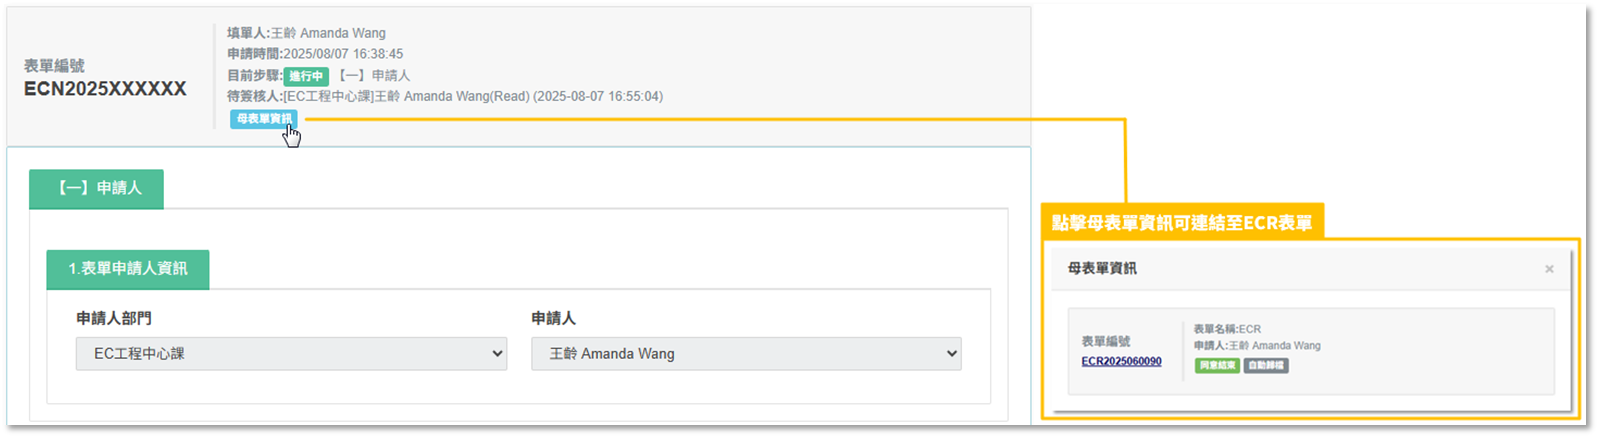 表單編號
ECN2025XXXXXX
填單人:王齡 Amanda Wang
申請時間:2025/08/07 16:38:45
目前步驟:進行中 【一】申請人
待簽核人:[EC工程中心課]王齡 Amanda Wang(Read) (2025-08-07 16:55:04)
母表單資訊
【一】申請人
1.表單申請人資訊
申請人部門
EC工程中心課
申請人
王齡 Amanda Wang
點擊母表單資訊可連結至ECR表單
母表單資訊
×
表單編號
ECR2025060090
表單名稱:ECR
申請人:王齡 Amanda Wang
同意結束 自動歸檔